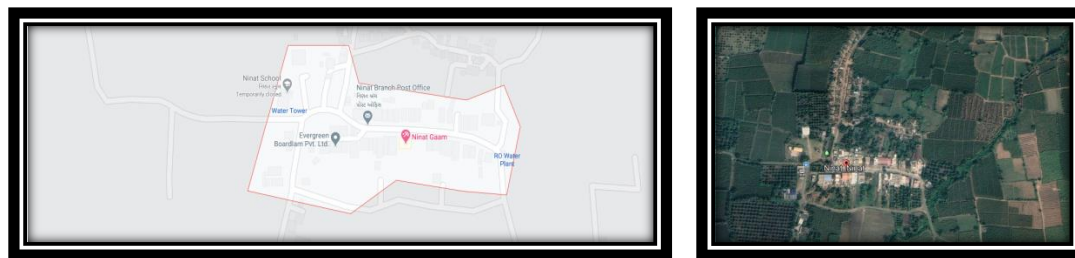 Ninat School
Temporarily closed
Ninat Branch Post Office
Water Tower
Evergreen
Boardlam Pvt. Ltd.
Ninat Gaam
RO Water
Plant